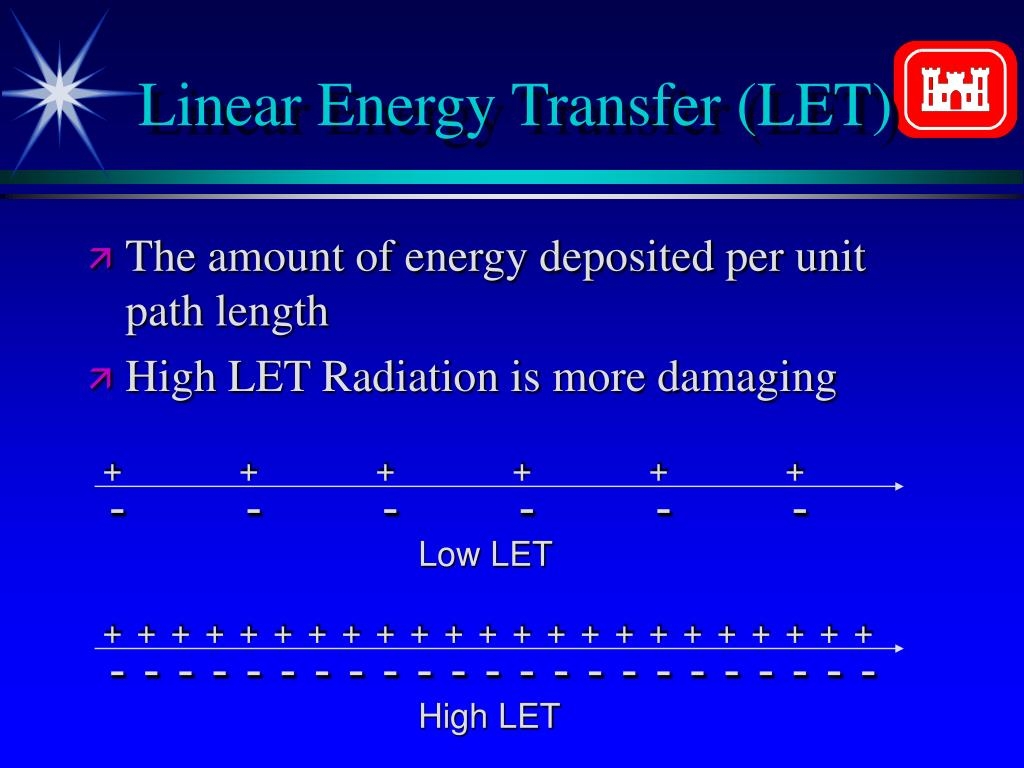 Linear Energy Transfer (LET)
The amount of energy deposited per unit
path length
High LET Radiation is more damaging
+ + + + + +
- - - - - -
Low LET
+ + + + + + + + + + + + + + + + + + + + + + +
- - - - - - - - - - - - - - - - - - - - - - -
High LET